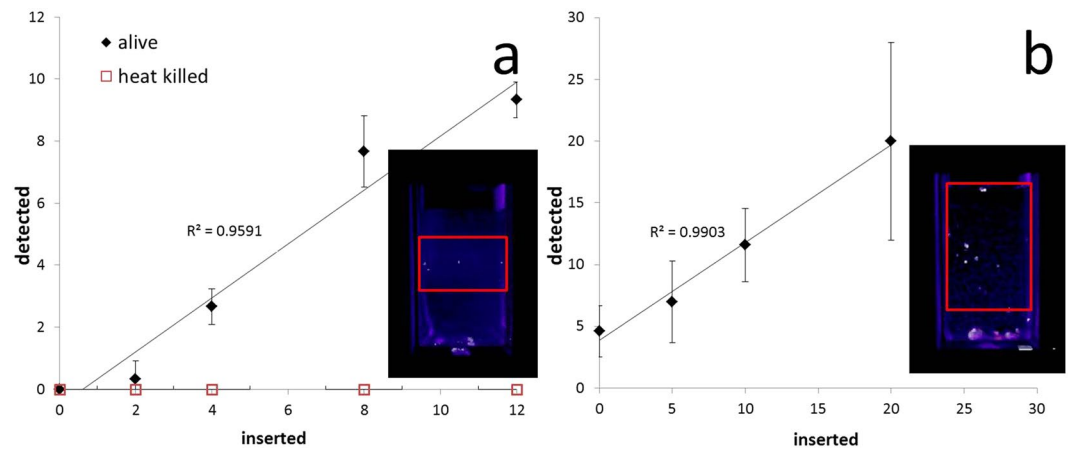 a
alive
heat killed
12
10
8
6
4
2
0
detected
R² = 0.9591
0 2 4 6 8 10 12
inserted
b
30
25
20
15
10
5
0
detected
R² = 0.9903
0 5 10 15 20 25 30
inserted